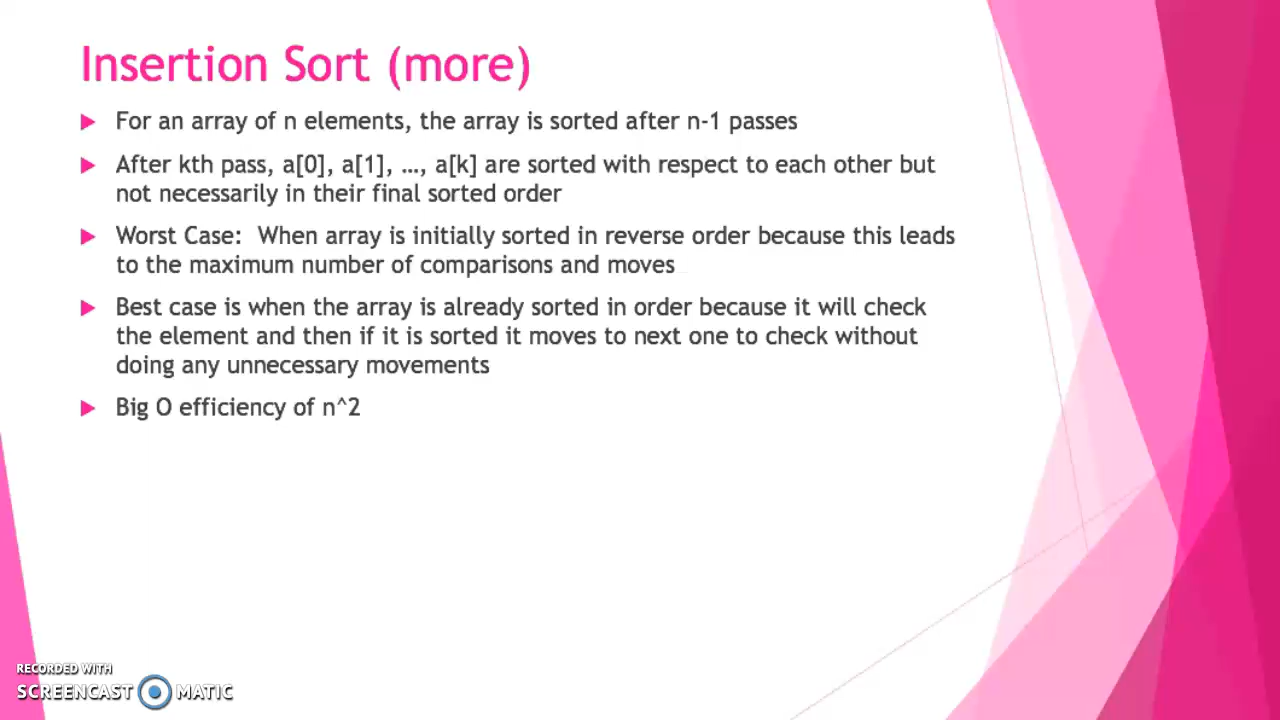 Insertion Sort (more)
For an array of n elements, the array is sorted after n-1 passes
After kth pass, a[0], a[1], …, a[k] are sorted with respect to each other but
not necessarily in their final sorted order
Worst Case:  When array is initially sorted in reverse order because this leads
to the maximum number of comparisons and moves
Best case is when the array is already sorted in order because it will check
the element and then if it is sorted it moves to next one to check without
doing any unnecessary movements
Big O efficiency of n^2
RECORDED WITH
SCREENCAST MATIC